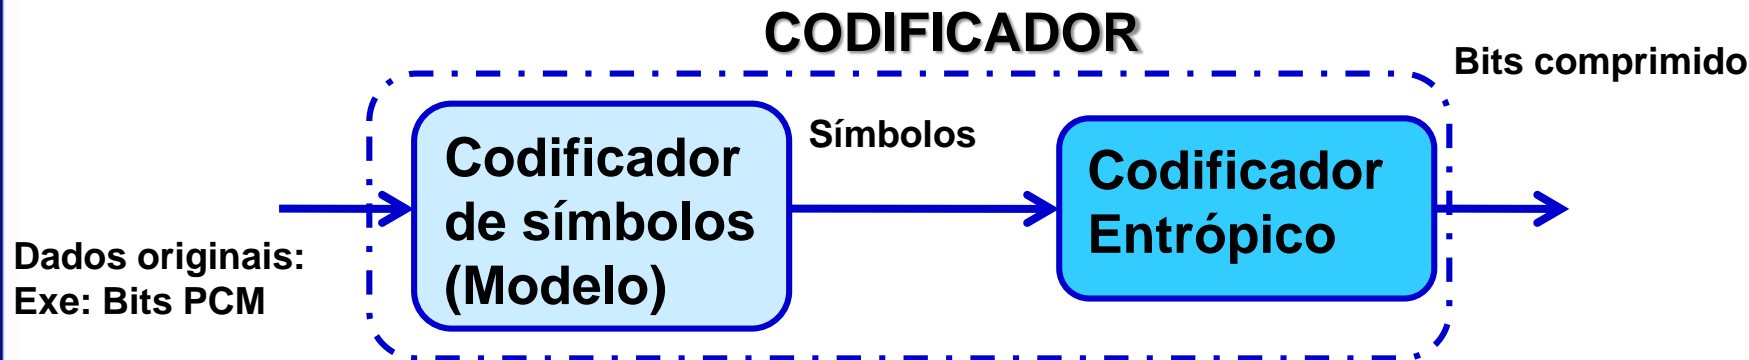 CODIFICADOR
Bits comprimido
Codificador
de símbolos
(Modelo)
Símbolos
Codificador
Entrópico
Dados originais:
Exe: Bits PCM